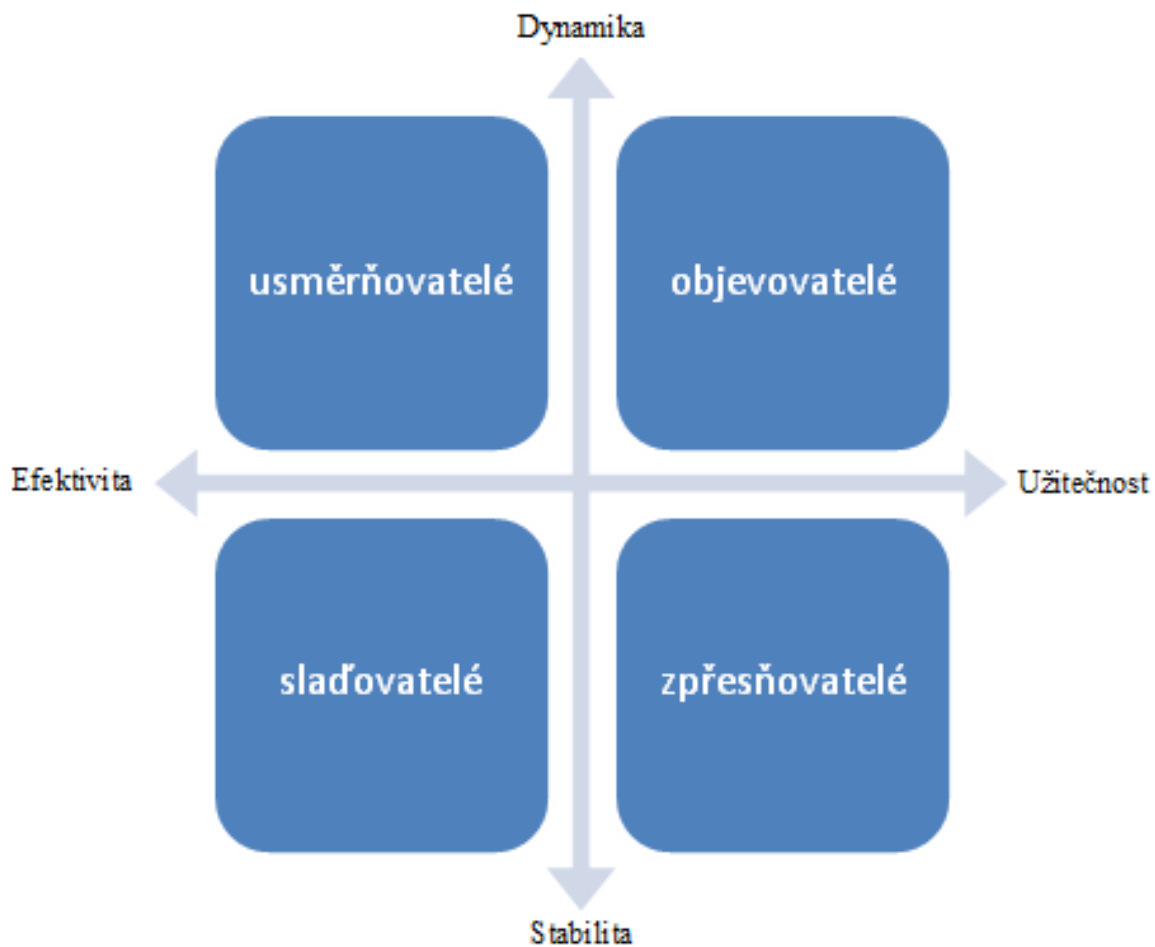 Dynamika
usměrňovatelé
objevovatelé
Efektivita
Užitečnost
slaďovatelé
zpřesňovatelé
Stabilita